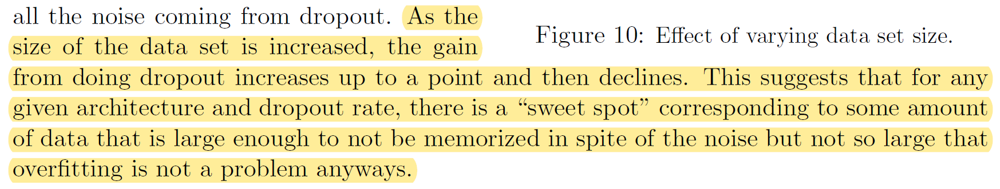 all the noise coming from dropout. As the
size of the data set is increased, the gain
Figure 10: Effect of varying data set size.
from doing dropout increases up to a point and then declines. This suggests that for any
given architecture and dropout rate, there is a “sweet spot” corresponding to some amount
of data that is large enough to not be memorized in spite of the noise but not so large that
overfitting is not a problem anyways.